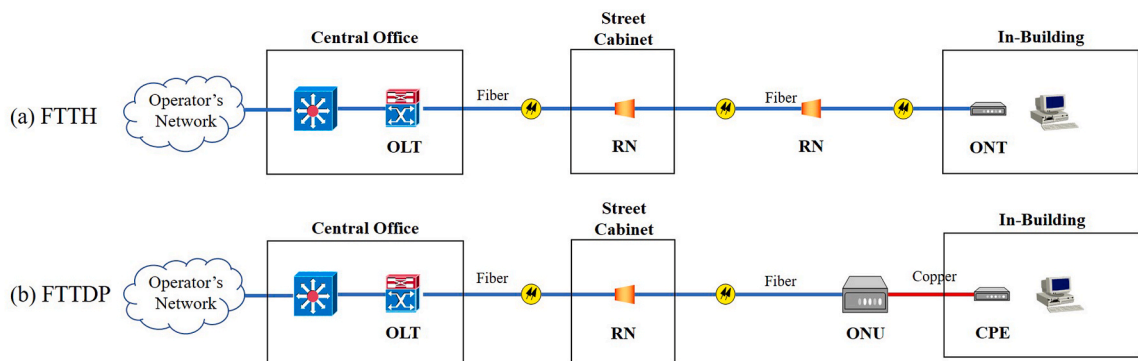 Street
Cabinet
Central Office
In-Building
(a) FTTH
Operator's
Network
Fiber
Fiber
OLT
RN
RN
ONT
Street
Cabinet
Central Office
In-Building
(b) FTTDP
Operator's
Network
Fiber
Fiber
Copper
OLT
RN
ONU
CPE